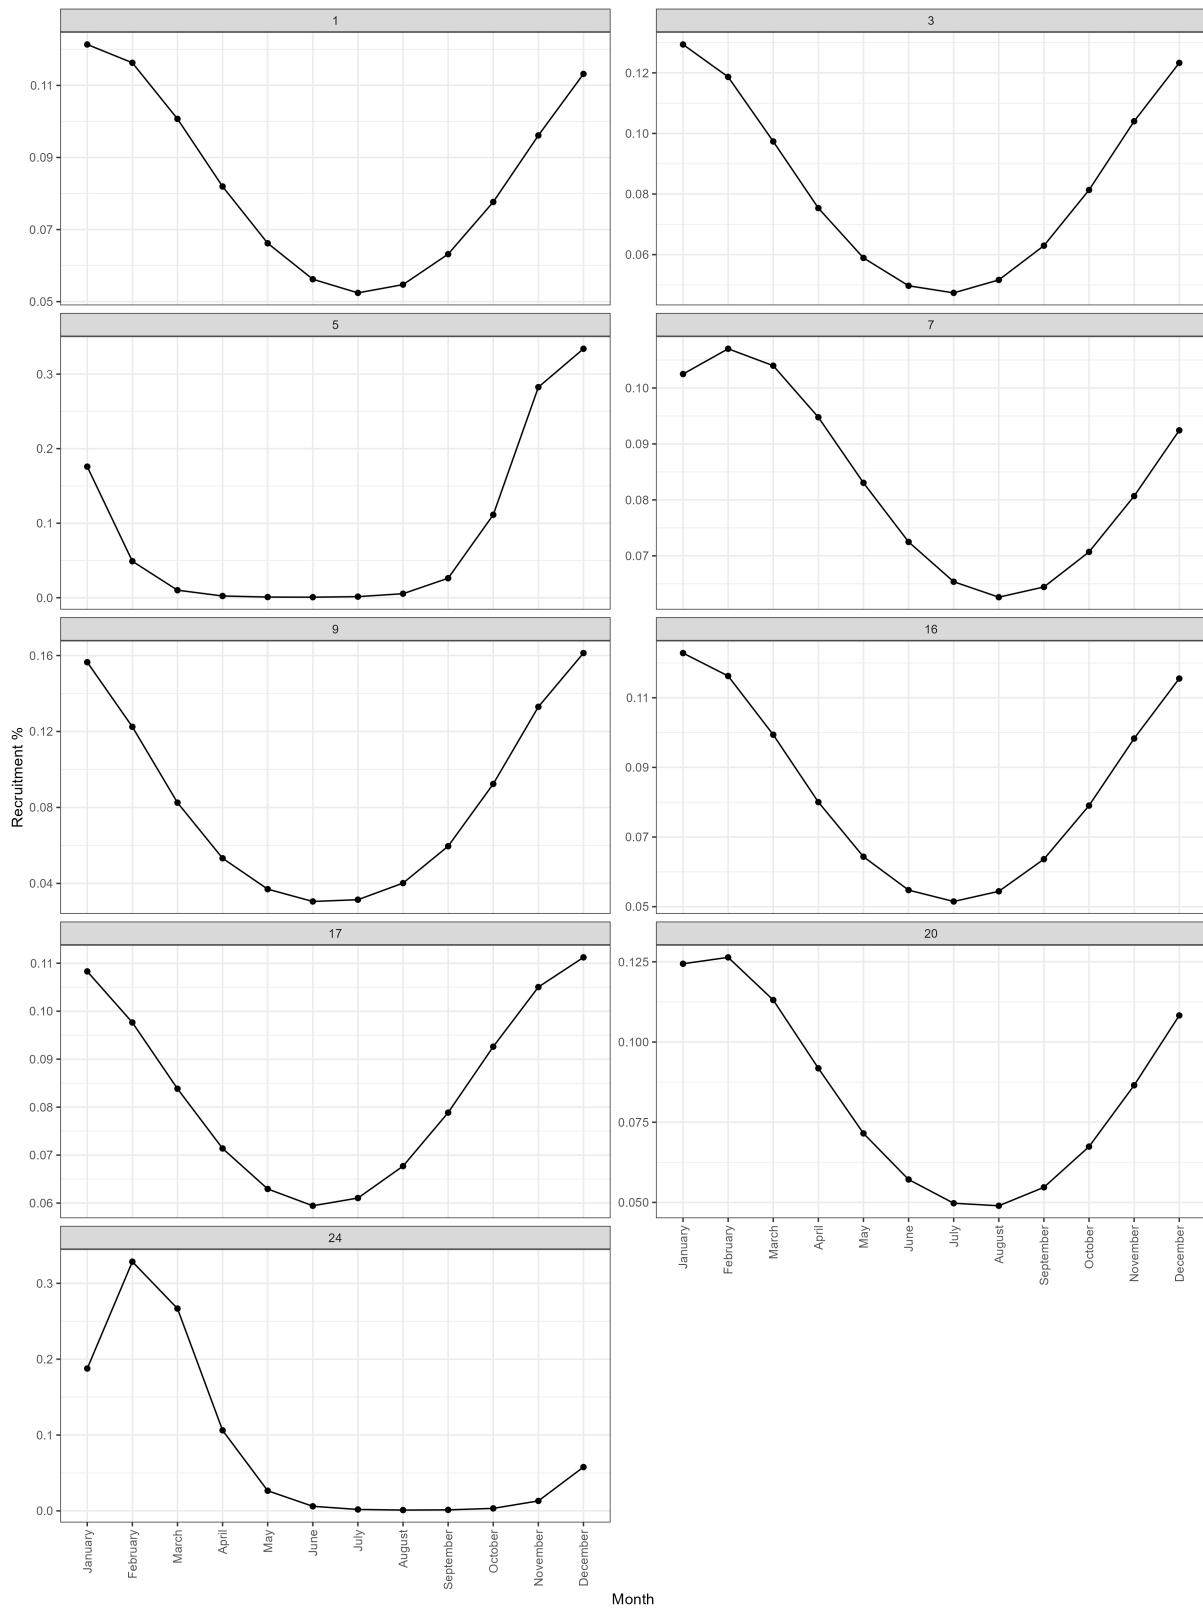 1
0.11
0.09
0.07
0.05
3
0.12
0.10
0.08
0.06
5
0.3
0.2
0.1
0.0
7
0.10
0.09
0.08
0.07
9
0.16
0.12
0.08
0.04
16
0.11
0.09
0.07
0.05
17
0.11
0.10
0.09
0.08
0.07
0.06
20
0.125
0.100
0.075
0.050
January
February
March
April
May
June
July
August
September
October
November
December
24
0.3
0.2
0.1
0.0
January
February
March
April
May
June
July
August
September
October
November
December
Recruitment %
Month